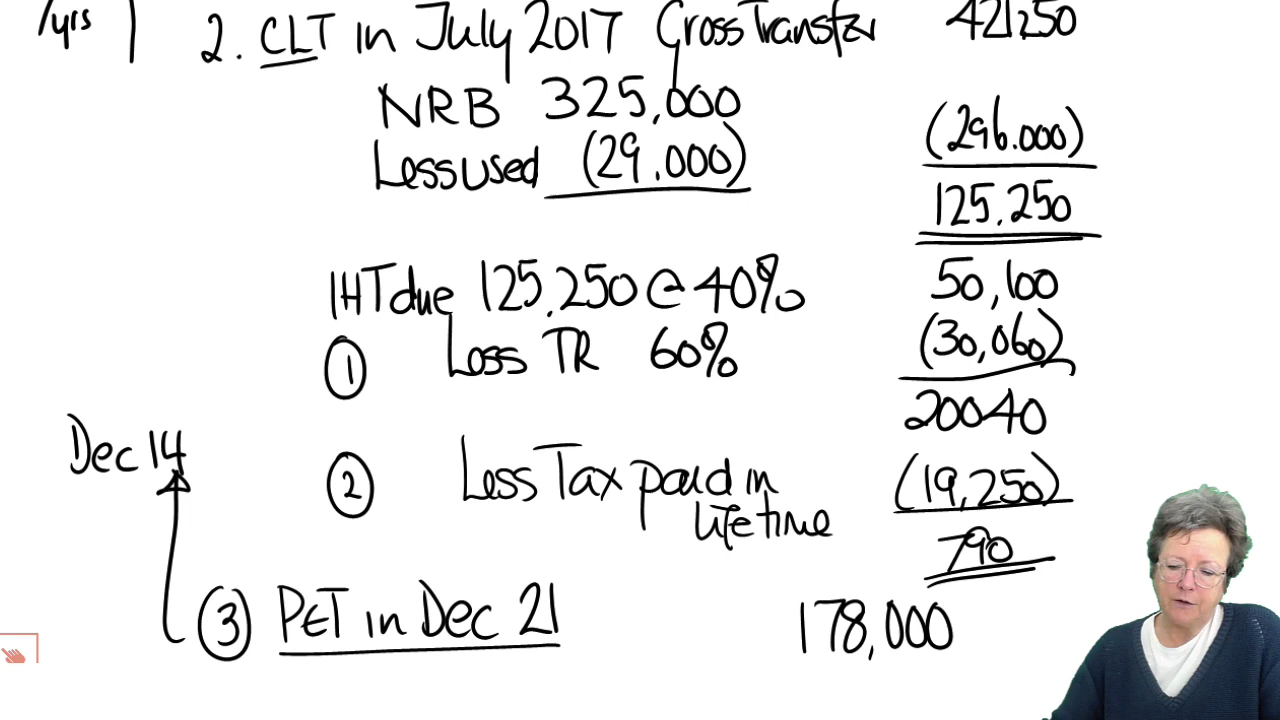 7yrs
2. CLT in July 2017 Gross Transfer 421250
NRB 325,000
Less used (29.000) (296.000)
125.250
IHT due 125.250 @ 40% 50,100
① Less TR 60% (30,060)
20040
Dec 14
② Less Tax paid in lifetime (19,250)
790
③ PET in Dec 21 178,000